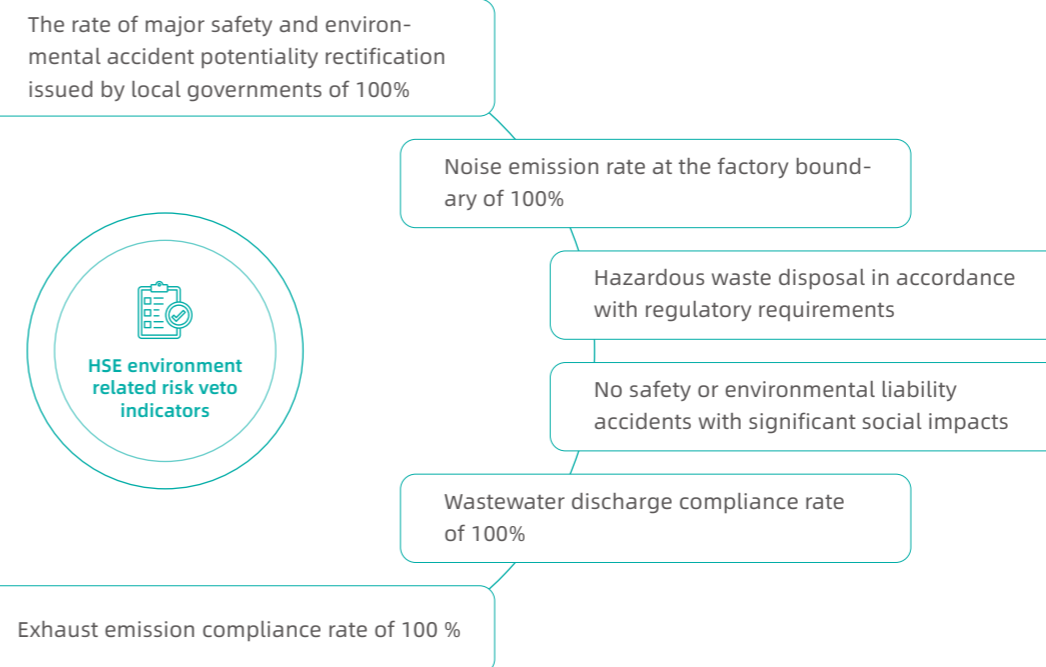 The rate of major safety and environ-
mental accident potentiality rectification
issued by local governments of 100%
Noise emission rate at the factory bound-
ary of 100%
Hazardous waste disposal in accordance
with regulatory requirements
HSE environment
related risk veto
indicators
No safety or environmental liability
accidents with significant social impacts
Wastewater discharge compliance rate
of 100%
Exhaust emission compliance rate of 100 %